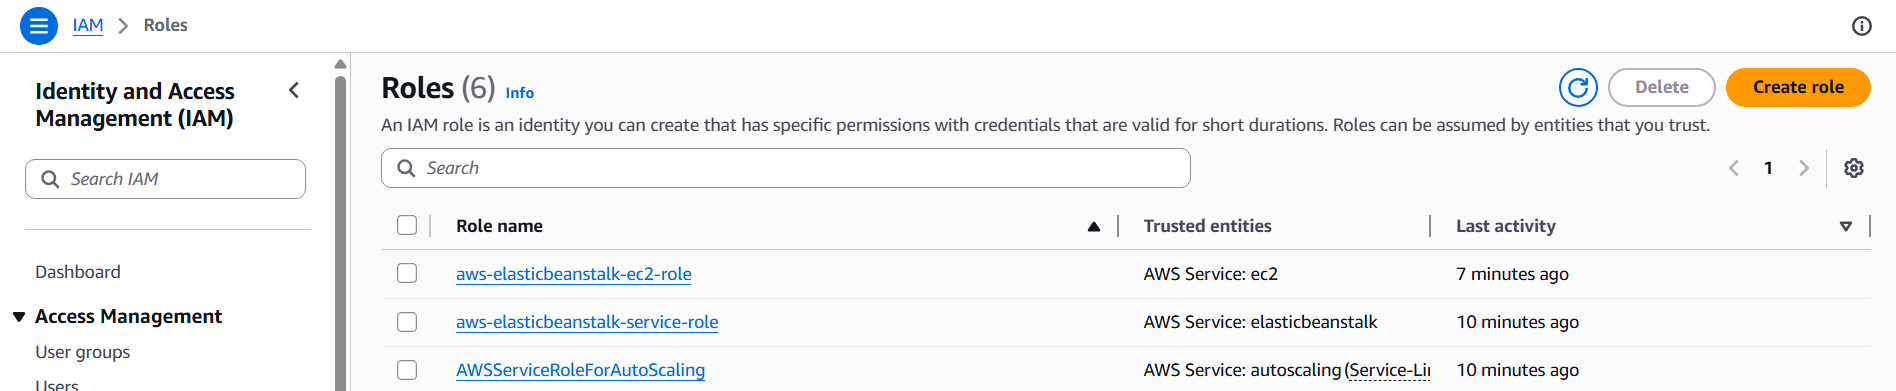 IAM > Roles
Identity and Access
Management (IAM)
Search IAM
Dashboard
Access Management
User groups
Users
Roles (6) Info
Delete
Create role
An IAM role is an identity you can create that has specific permissions with credentials that are valid for short durations. Roles can be assumed by entities that you trust.
Search
1
Role name Trusted entities Last activity
aws-elasticbeanstalk-ec2-role AWS Service: ec2 7 minutes ago
aws-elasticbeanstalk-service-role AWS Service: elasticbeanstalk 10 minutes ago
AWSServiceRoleForAutoScaling AWS Service: autoscaling (Service-Li 10 minutes ago